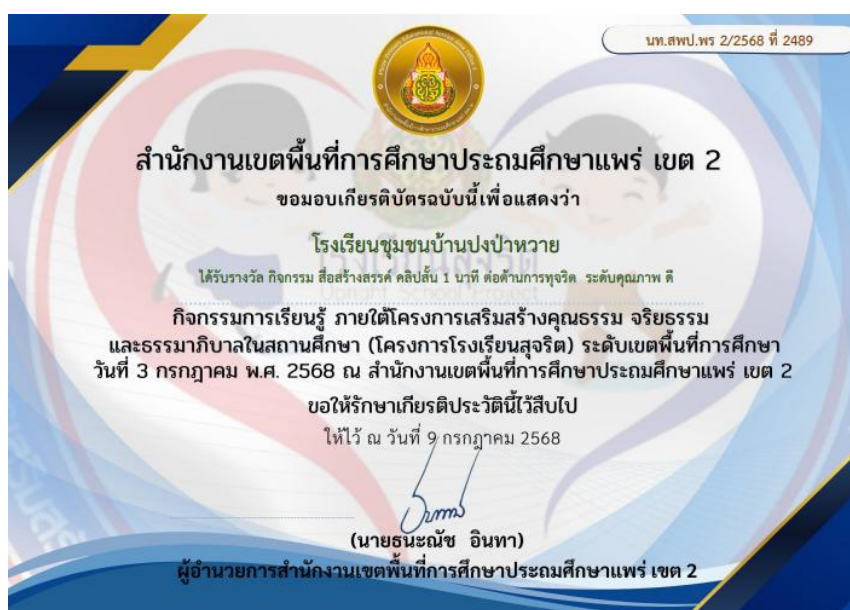 นท.สพป.พร 2/2568 ที่ 2489
สำนักงานเขตพื้นที่การศึกษาประถมศึกษาแพร่ เขต 2
ขอมอบเกียรติบัตรฉบับนี้เพื่อแสดงว่า
โรงเรียนชุมชนบ้านปงป่าหวาย
โรงเรียนสุจริต
ได้รับรางวัล กิจกรรม สื่อสร้างสรรค์ คลิปสั้น 1 นาที ต่อต้านการทุจริต ระดับคุณภาพ ดี
Upright School Project
กิจกรรมการเรียนรู้ ภายใต้โครงการเสริมสร้างคุณธรรม จริยธรรม
และธรรมาภิบาลในสถานศึกษา (โครงการโรงเรียนสุจริต) ระดับเขตพื้นที่การศึกษา
วันที่ 3 กรกฎาคม พ.ศ. 2568 ณ สำนักงานเขตพื้นที่การศึกษาประถมศึกษาแพร่ เขต 2
ขอให้รักษาเกียรติประวัตินี้ไว้สืบไป
ให้ไว้ ณ วันที่ 9 กรกฎาคม 2568
(นายธนะณัช อินทา)
ผู้อำนวยการสำนักงานเขตพื้นที่การศึกษาประถมศึกษาแพร่ เขต 2